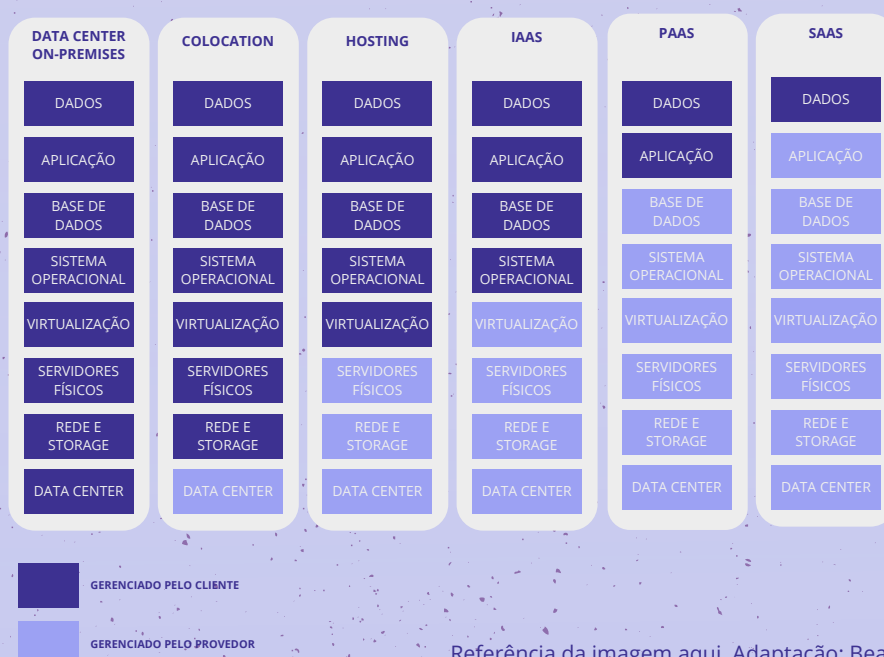 DATA CENTER
ON-PREMISES
DADOS
APLICAÇÃO
BASE DE
DADOS
SISTEMA
OPERACIONAL
VIRTUALIZAÇÃO
SERVIDORES
FÍSICOS
REDE E
STORAGE
DATA CENTER
COLOCATION
DADOS
APLICAÇÃO
BASE DE
DADOS
SISTEMA
OPERACIONAL
VIRTUALIZAÇÃO
SERVIDORES
FÍSICOS
REDE E
STORAGE
DATA CENTER
HOSTING
DADOS
APLICAÇÃO
BASE DE
DADOS
SISTEMA
OPERACIONAL
VIRTUALIZAÇÃO
SERVIDORES
FÍSICOS
REDE E
STORAGE
DATA CENTER
IAAS
DADOS
APLICAÇÃO
BASE DE
DADOS
SISTEMA
OPERACIONAL
VIRTUALIZAÇÃO
SERVIDORES
FÍSICOS
REDE E
STORAGE
DATA CENTER
PAAS
DADOS
APLICAÇÃO
BASE DE
DADOS
SISTEMA
OPERACIONAL
VIRTUALIZAÇÃO
SERVIDORES
FÍSICOS
REDE E
STORAGE
DATA CENTER
SAAS
DADOS
APLICAÇÃO
BASE DE
DADOS
SISTEMA
OPERACIONAL
VIRTUALIZAÇÃO
SERVIDORES
FÍSICOS
REDE E
STORAGE
DATA CENTER
GERENCIADO PELO CLIENTE
GERENCIADO PELO PROVEDOR
Referência da imagem aqui. Adaptação: Bea